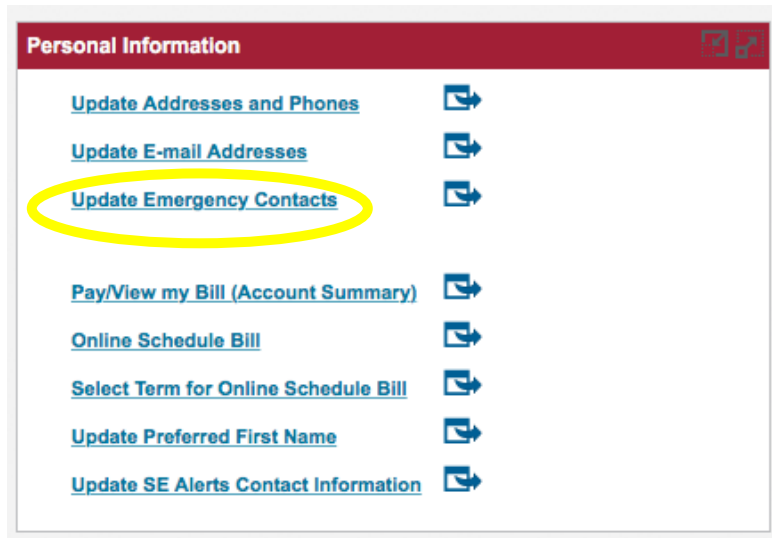 Personal Information
Update Addresses and Phones
Update E-mail Addresses
Update Emergency Contacts
Pay/View my Bill (Account Summary)
Online Schedule Bill
Select Term for Online Schedule Bill
Update Preferred First Name
Update SE Alerts Contact Information